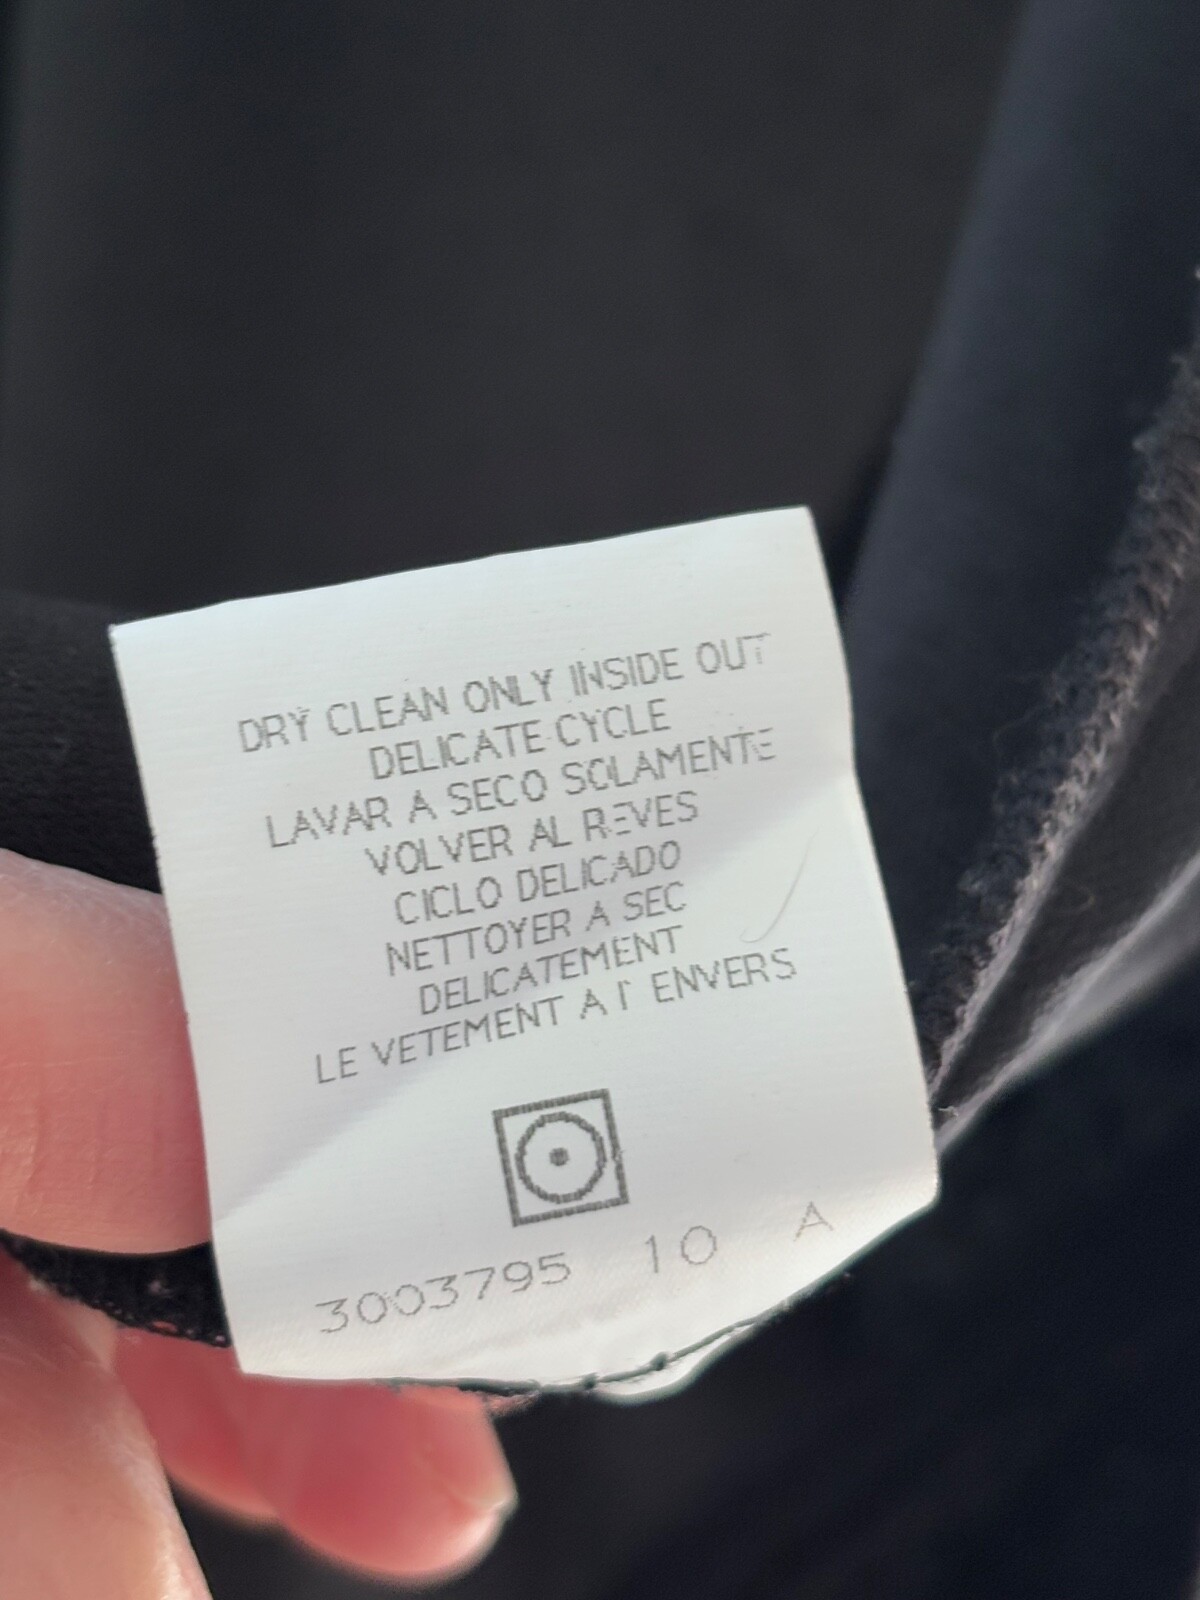 DRY CLEAN ONLY INSIDE OUT
DELICATE CYCLE
LAVAR A SECO SOLAMENTE
VOLVER AL REVES
CICLO DELICADO
NETTOYER A SEC
DELICATEMENT
LE VETEMENT A l' ENVERS
3003795 10 A